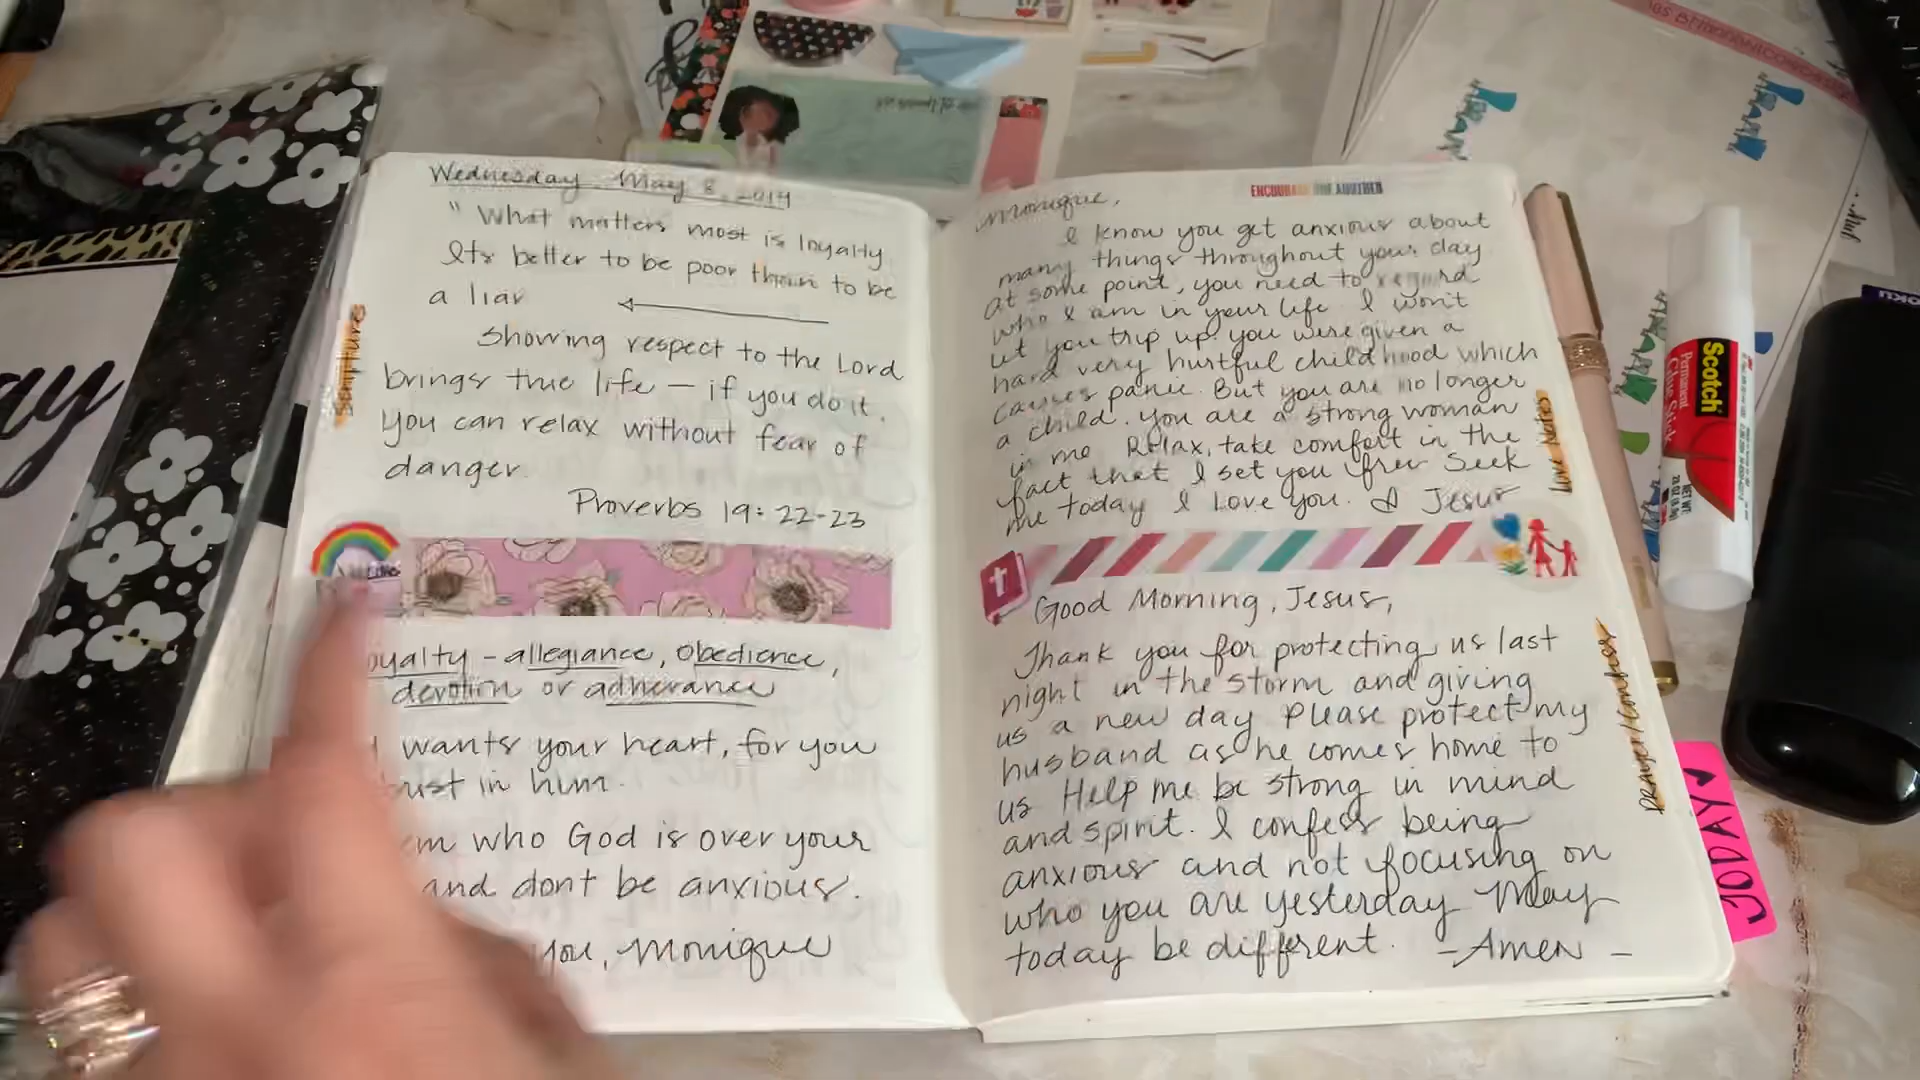 Wednesday May 8, 2019
" What matters most is loyalty
Its better to be poor than to be
a liar
Showing respect to the Lord
brings true life — if you do it.
you can relax without fear of
danger.
Proverbs 19: 22-23
Scriptures
oyalty - allegiance, obedience,
devotion or adherance
wants your heart, for you
in him.
who God is over your
and dont be anxious.
you, Monique
ENCOURAGE ONE ANOTHER
Monique,
I know you get anxious about
many things throughout your day
at some point, you need to regard
who I am in your life I won't
let you trip up. you were given a
hard very hurtful childhood which
causes panic. But you are no longer
a child. you are a strong woman
in me Relax, take comfort in the
fact that I set you free Seek
me today I Love you. Jesus
Love Notes
Good Morning, Jesus,
Thank you for protecting us last
night in the storm and giving
us a new day Please protect my
husband as he comes home to
us Help me be strong in mind
and spirit. I confess being
anxious and not focusing on
who you are yesterday May
today be different. - Amen -
Prayer/Confess
TODAY
Scotch
Permanent
Glue Stick